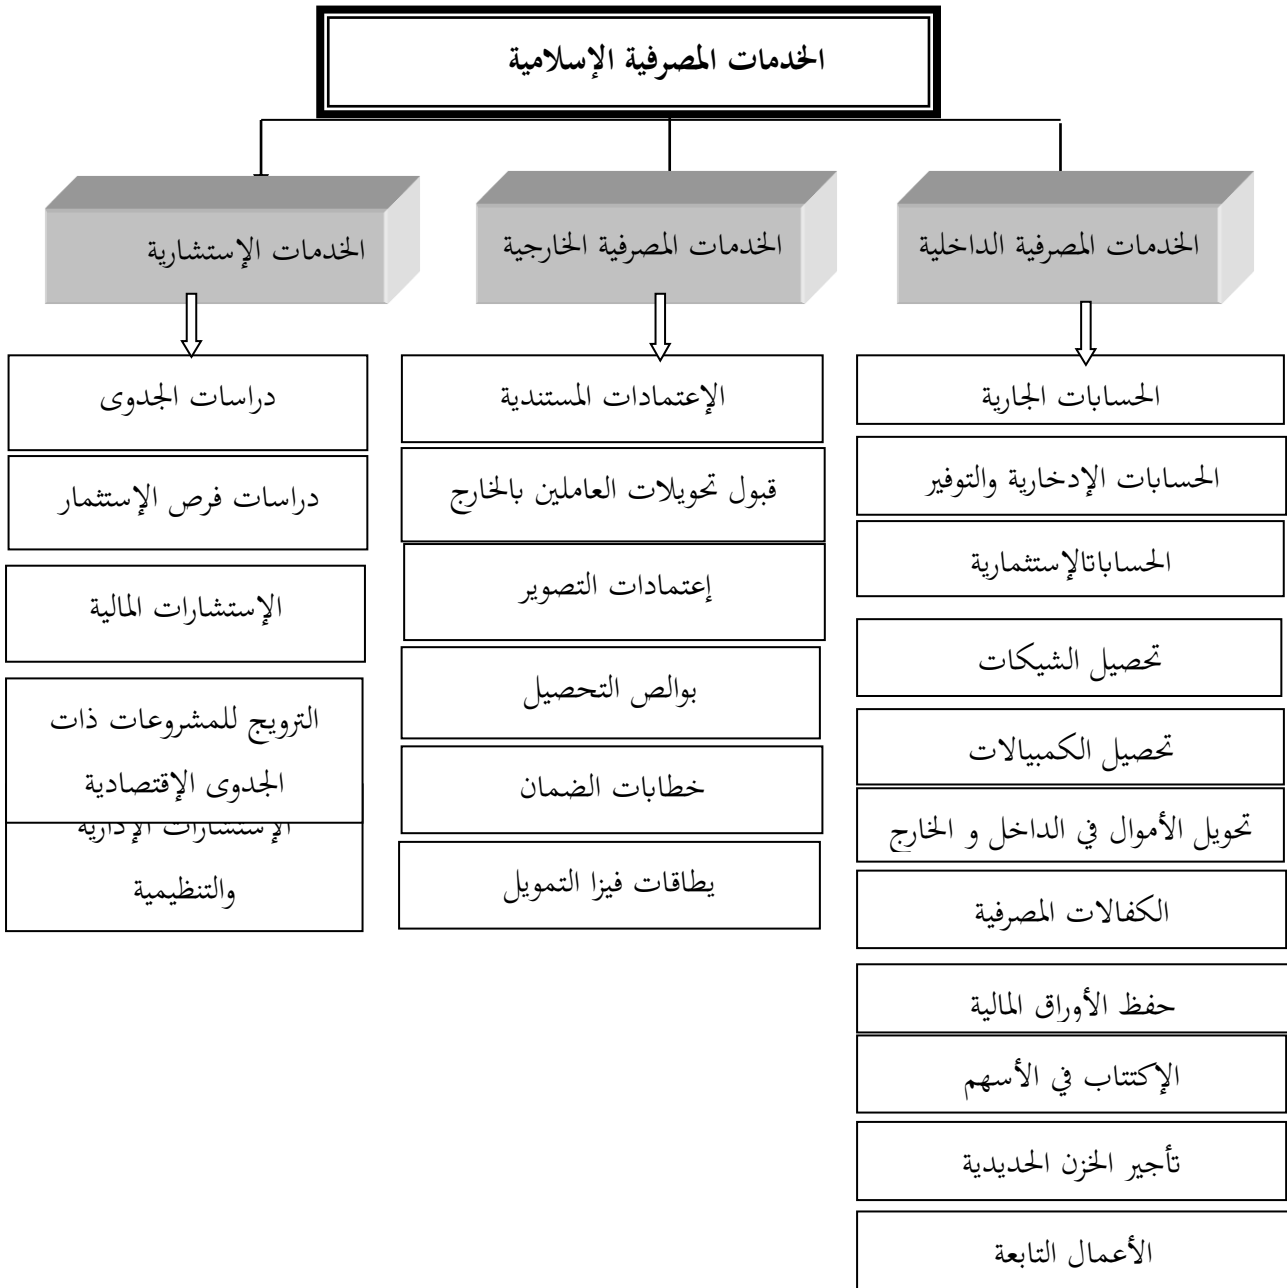 الخدمات المصرفية الإسلامية
الخدمات المصرفية الداخلية
الحسابات الجارية
الحسابات الإدخارية والتوفير
الحساباتالإستثمارية
تحصيل الشيكات
تحصيل الكمبيالات
تحويل الأموال في الداخل و الخارج
الكفالات المصرفية
حفظ الأوراق المالية
الإكتتاب في الأسهم
تأجير الخزن الحديدية
الأعمال التابعة
الخدمات المصرفية الخارجية
الإعتمادات المستندية
قبول تحويلات العاملين بالخارج
إعتمادات التصوير
بوالص التحصيل
خطابات الضمان
يطاقات فيزا التمويل
الخدمات الإستشارية
دراسات الجدوى
دراسات فرص الإستثمار
الإستشارات المالية
الترويج للمشروعات ذات
الجدوى الإقتصادية
الإستشارات الإدارية
والتنظيمية